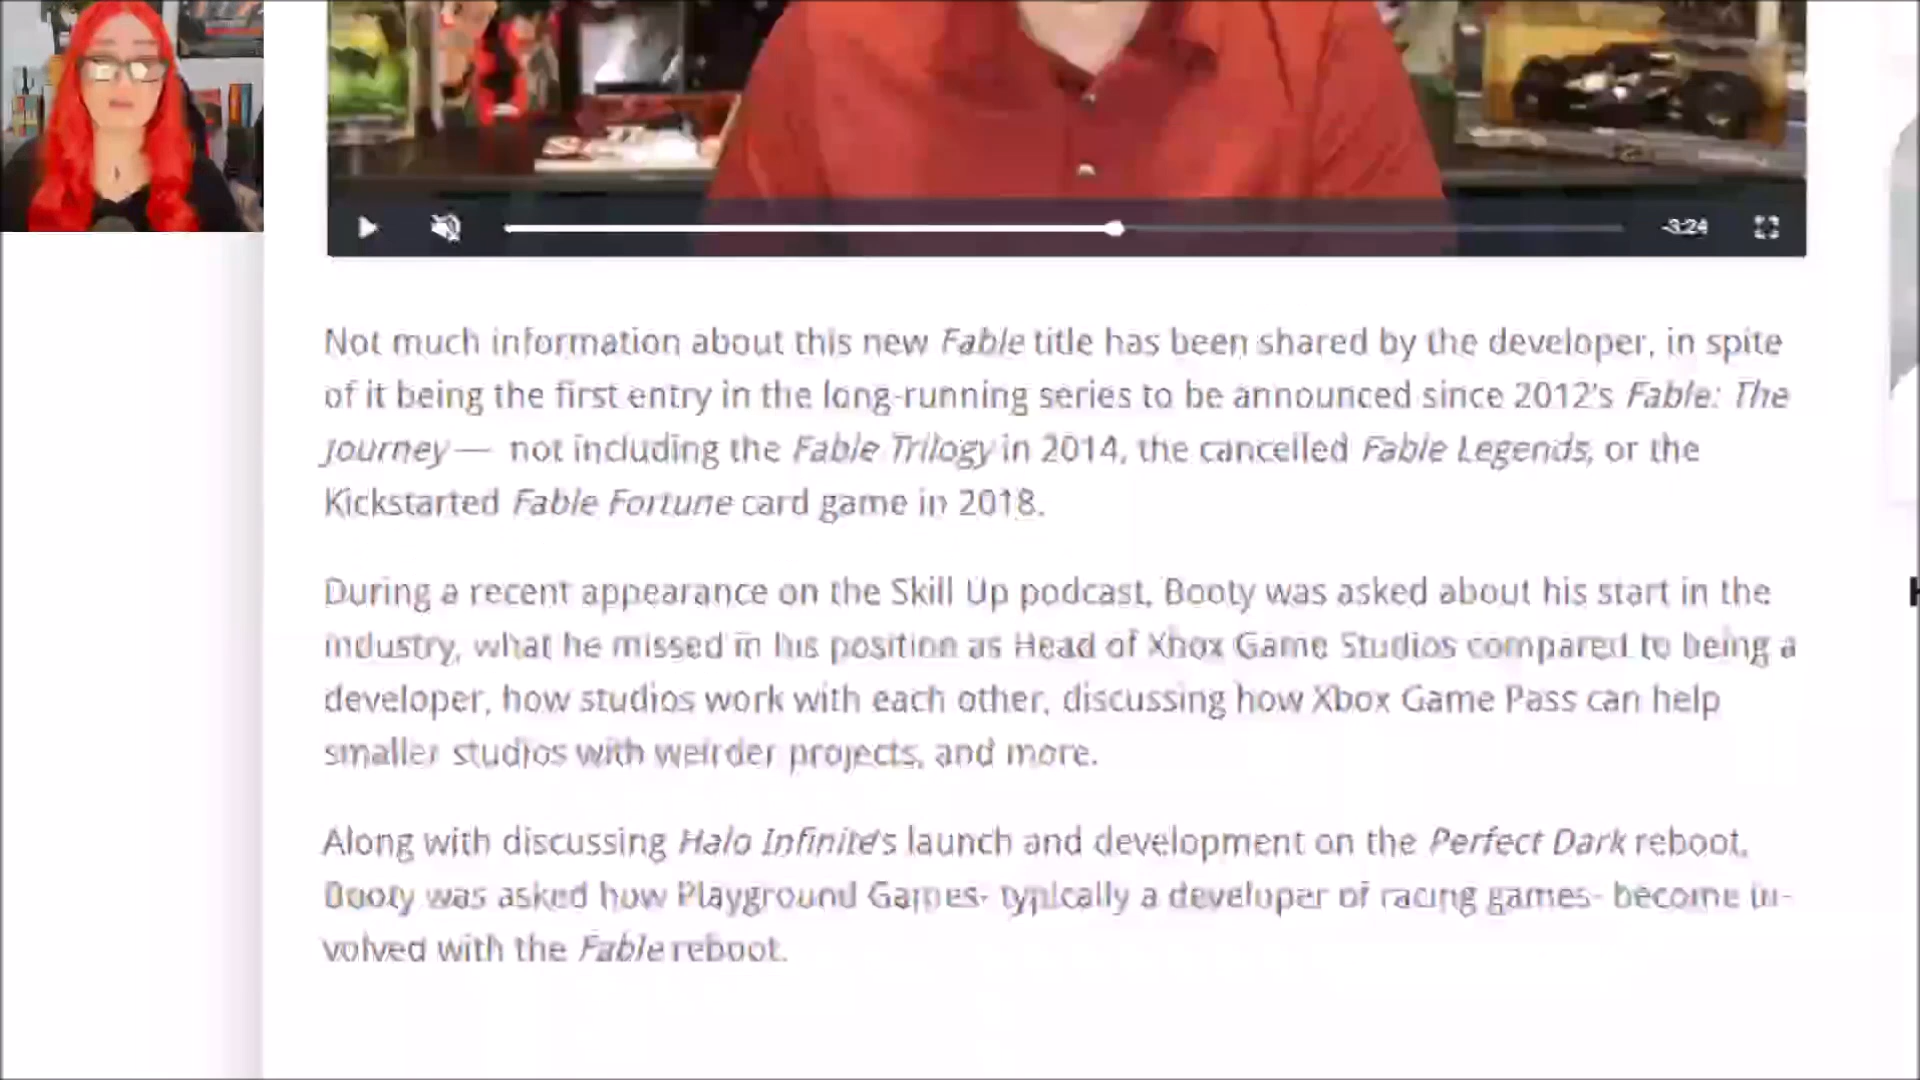 -3:24
Not much information about this new Fable title has been shared by the developer, in spite
of it being the first entry in the long-running series to be announced since 2012's Fable: The
Journey— not including the Fable Trilogy in 2014, the cancelled Fable Legends, or the
Kickstarted Fable Fortune card game in 2018.
During a recent appearance on the Skill Up podcast, Booty was asked about his start in the
industry, what he missed in his position as Head of Xbox Game Studios compared to being a
developer, how studios work with each other, discussing how Xbox Game Pass can help
smaller studios with weirder projects, and more.
Along with discussing Halo Infinite's launch and development on the Perfect Dark reboot,
Booty was asked how Playground Games- typically a developer of racing games- become in-
volved with the Fable reboot.